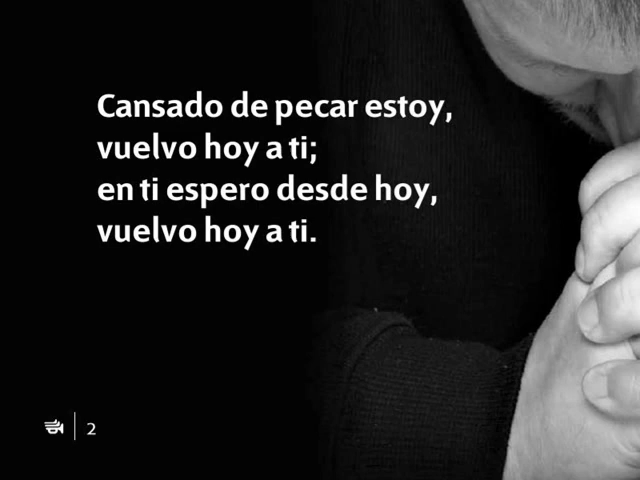 Cansado de pecar estoy,
vuelvo hoy a ti;
en ti espero desde hoy,
vuelvo hoy a ti.
2